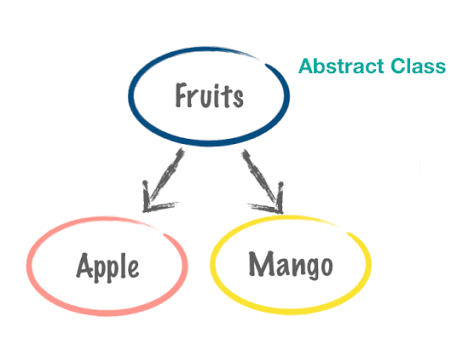 Abstract Class
Fruits
Apple
Mango